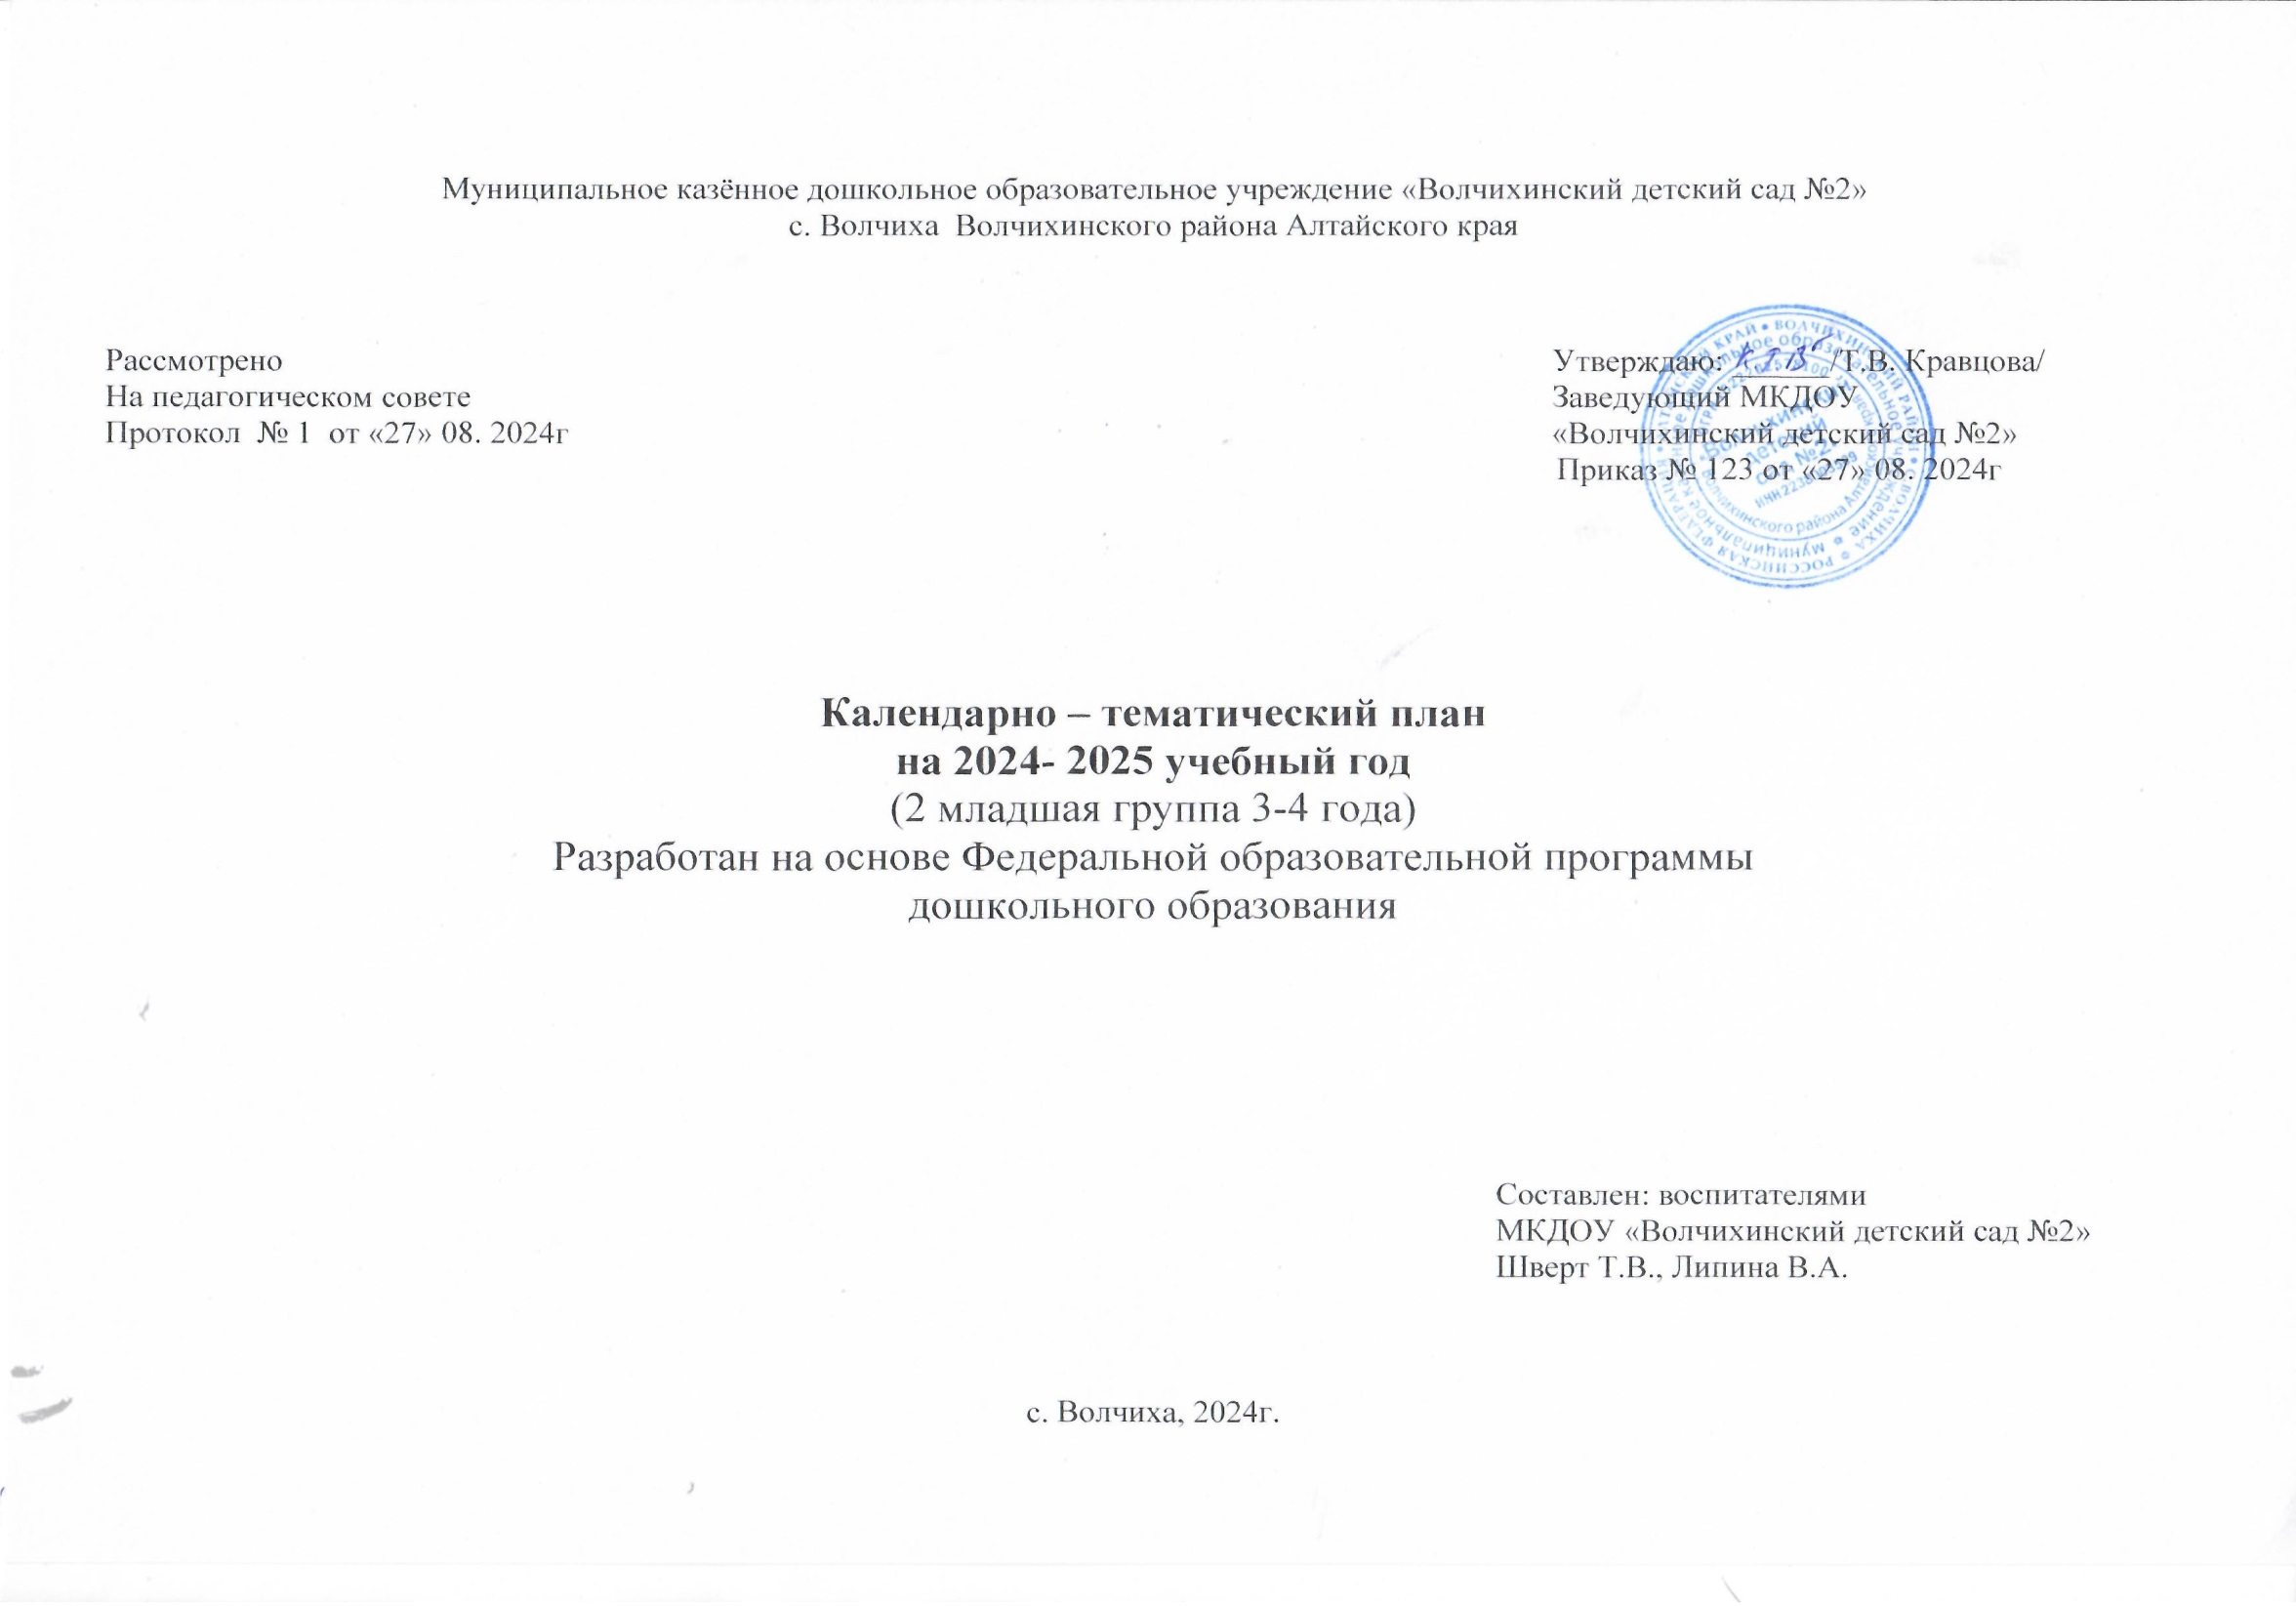 Муниципальное казённое дошкольное образовательное учреждение «Волчихинский детский сад №2»
с. Волчиха Волчихинского района Алтайского края
Рассмотрено
На педагогическом совете
Протокол № 1 от «27» 08. 2024г
Утверждаю: /Т.В. Кравцова/
Заведующий МКДОУ
«Волчихинский детский сад №2»
Приказ № 123 от «27» 08. 2024г
Календарно – тематический план
на 2024- 2025 учебный год
(2 младшая группа 3-4 года)
Разработан на основе Федеральной образовательной программы
дошкольного образования
Составлен: воспитателями
МКДОУ «Волчихинский детский сад №2»
Шверт Т.В., Липина В.А.
с. Волчиха, 2024г.